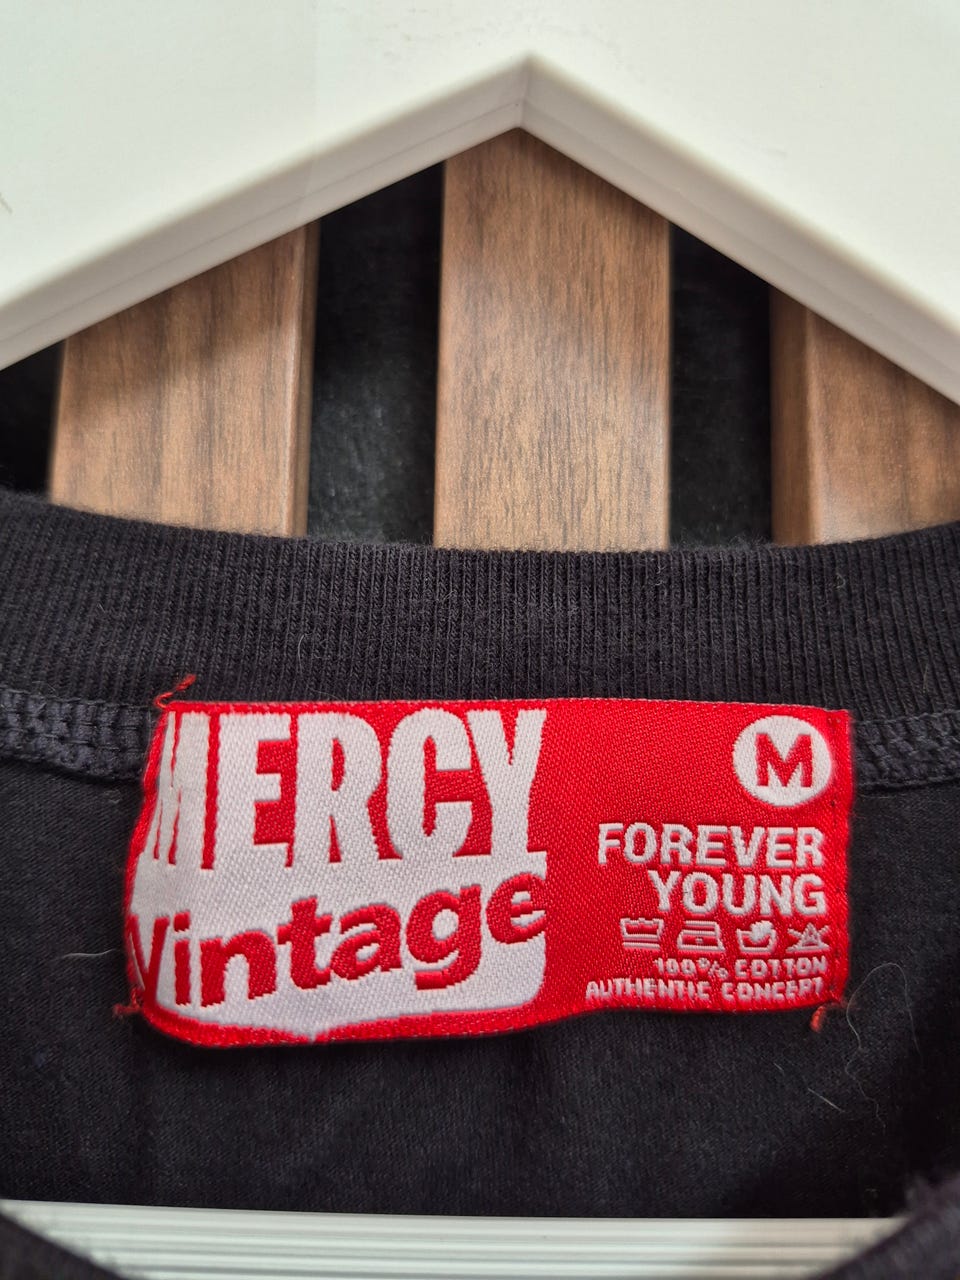 MERCY
Vintage
M
FOREVER
YOUNG
100% COTTON
AUTHENTIC CONCEPT